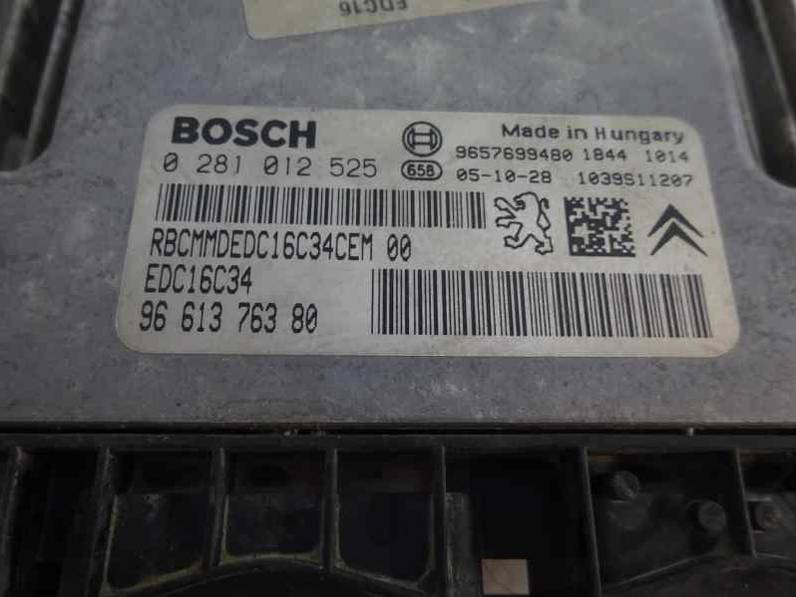 EDC16
BOSCH
Made in Hungary
0 281 012 525
658
9657699480 1844 1014
05-10-28 1039S11207
RBCMMDEDC16C34CEM 00
EDC16C34
96 613 763 80